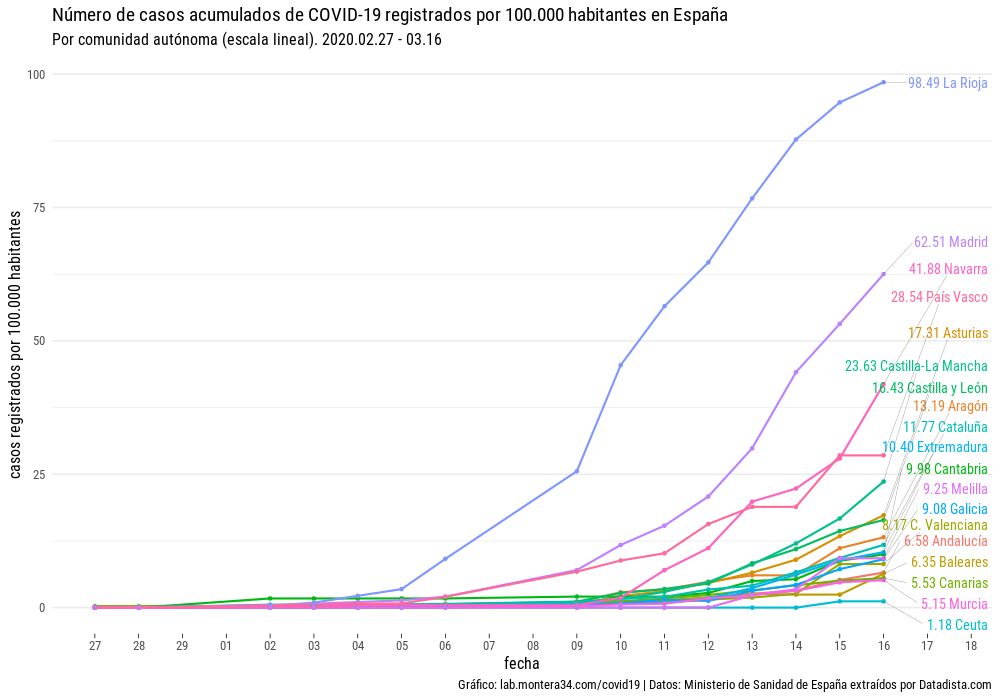 Número de casos acumulados de COVID-19 registrados por 100.000 habitantes en España
Por comunidad autónoma (escala lineal). 2020.02.27 - 03.16
casos registrados por 100.000 habitantes
100
75
50
25
0
98.49 La Rioja
62.51 Madrid
41.88 Navarra
28.54 País Vasco
17.31 Asturias
23.63 Castilla-La Mancha
16.43 Castilla y León
13.19 Aragón
11.77 Cataluña
10.40 Extremadura
9.98 Cantabria
9.25 Melilla
9.08 Galicia
8.17 C. Valenciana
6.58 Andalucía
6.35 Baleares
5.53 Canarias
5.15 Murcia
1.18 Ceuta
27 28 29 01 02 03 04 05 06 07 08 09 10 11 12 13 14 15 16 17 18
fecha
Gráfico: lab.montera34.com/covid19 | Datos: Ministerio de Sanidad de España extraídos por Datadista.com